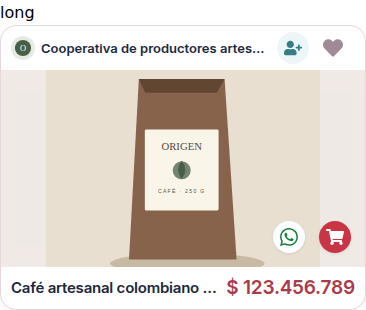 long
O
Cooperativa de productores artes...
ORIGEN
CAFÉ · 250 G
Café artesanal colombiano ...
$ 123.456.789